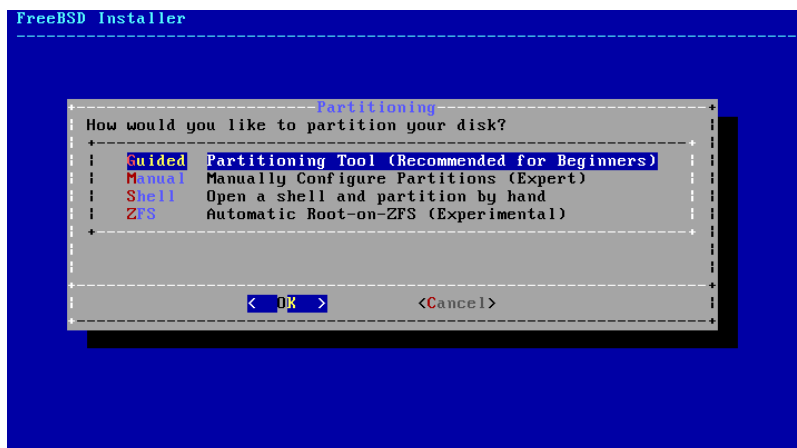 FreeBSD Installer
Partitioning
How would you like to partition your disk?
Guided Partitioning Tool (Recommended for Beginners)
Manual Manually Configure Partitions (Expert)
Shell Open a shell and partition by hand
ZFS Automatic Root-on-ZFS (Experimental)
< OK > <Cancel>